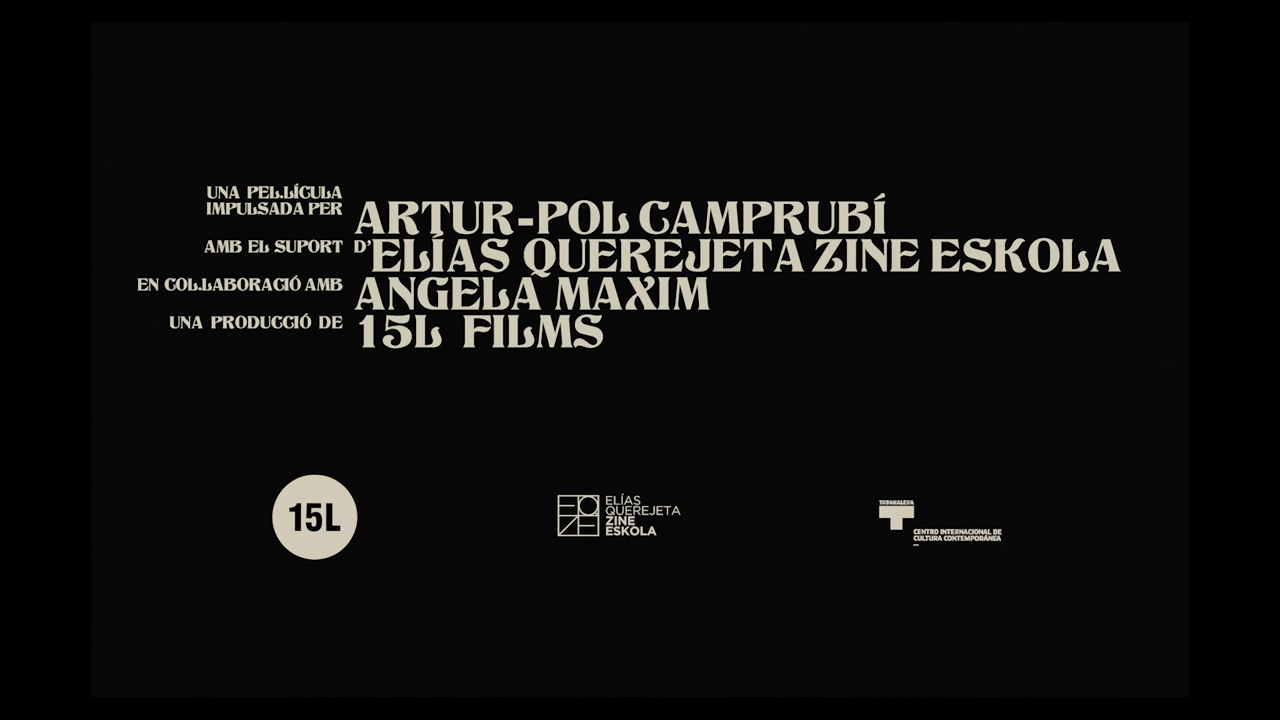 UNA PEL.LÍCULA
IMPULSADA PER ARTUR-POL CAMPRUBÍ
AMB EL SUPORT D'ELÍAS QUEREJETA ZINE ESKOLA
EN COL.LABORACIÓ AMB ANGELA MAXIM
UNA PRODUCCIÓ DE 15L FILMS
15L
ELÍAS
QUEREJETA
ZINE
ESKOLA
TABAKALERA
CENTRO INTERNACIONAL DE
CULTURA CONTEMPORÁNEA